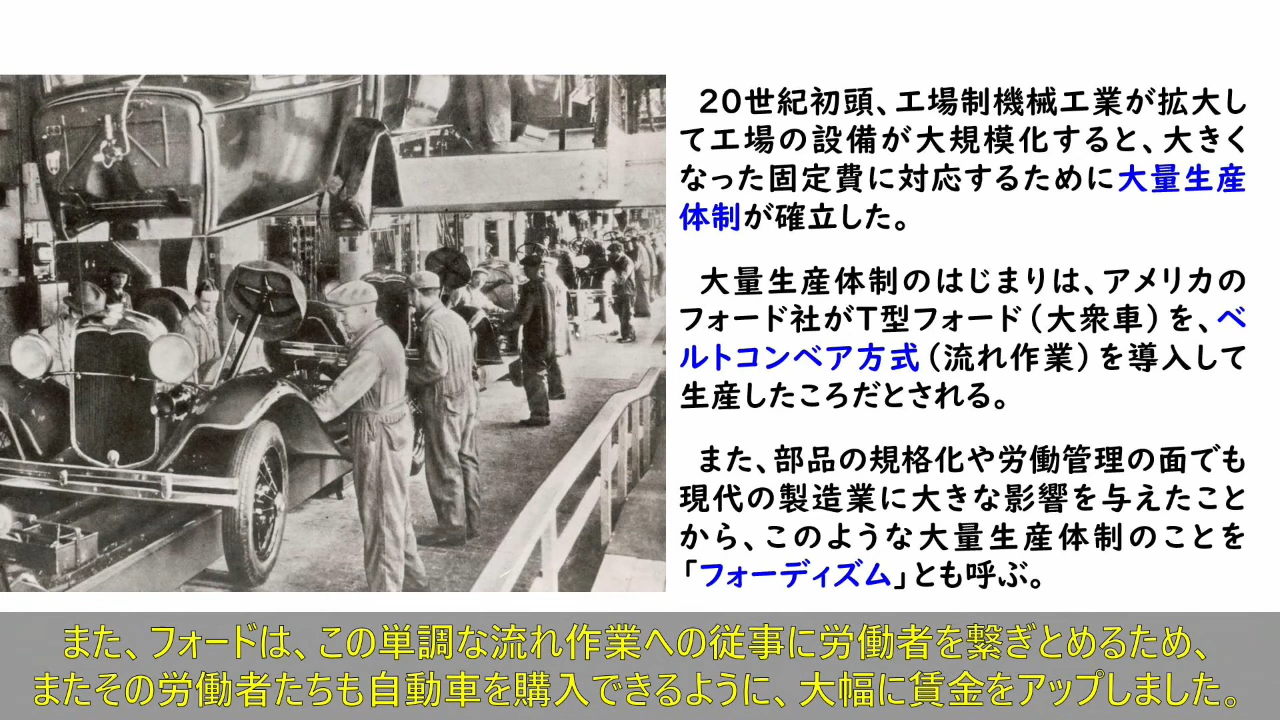 20世紀初頭、工場制機械工業が拡大し
て工場の設備が大規模化すると、大きく
なった固定費に対応するために大量生産
体制が確立した。
大量生産体制のはじまりは、アメリカの
フォード社がT型フォード（大衆車）を、ベ
ルトコンベア方式（流れ作業）を導入して
生産したころだとされる。
また、部品の規格化や労働管理の面でも
現代の製造業に大きな影響を与えたこと
から、このような大量生産体制のことを
「フォーディズム」とも呼ぶ。
また、フォードは、この単調な流れ作業への従事に労働者を繋ぎとめるため、
またその労働者たちも自動車を購入できるように、大幅に賃金をアップしました。